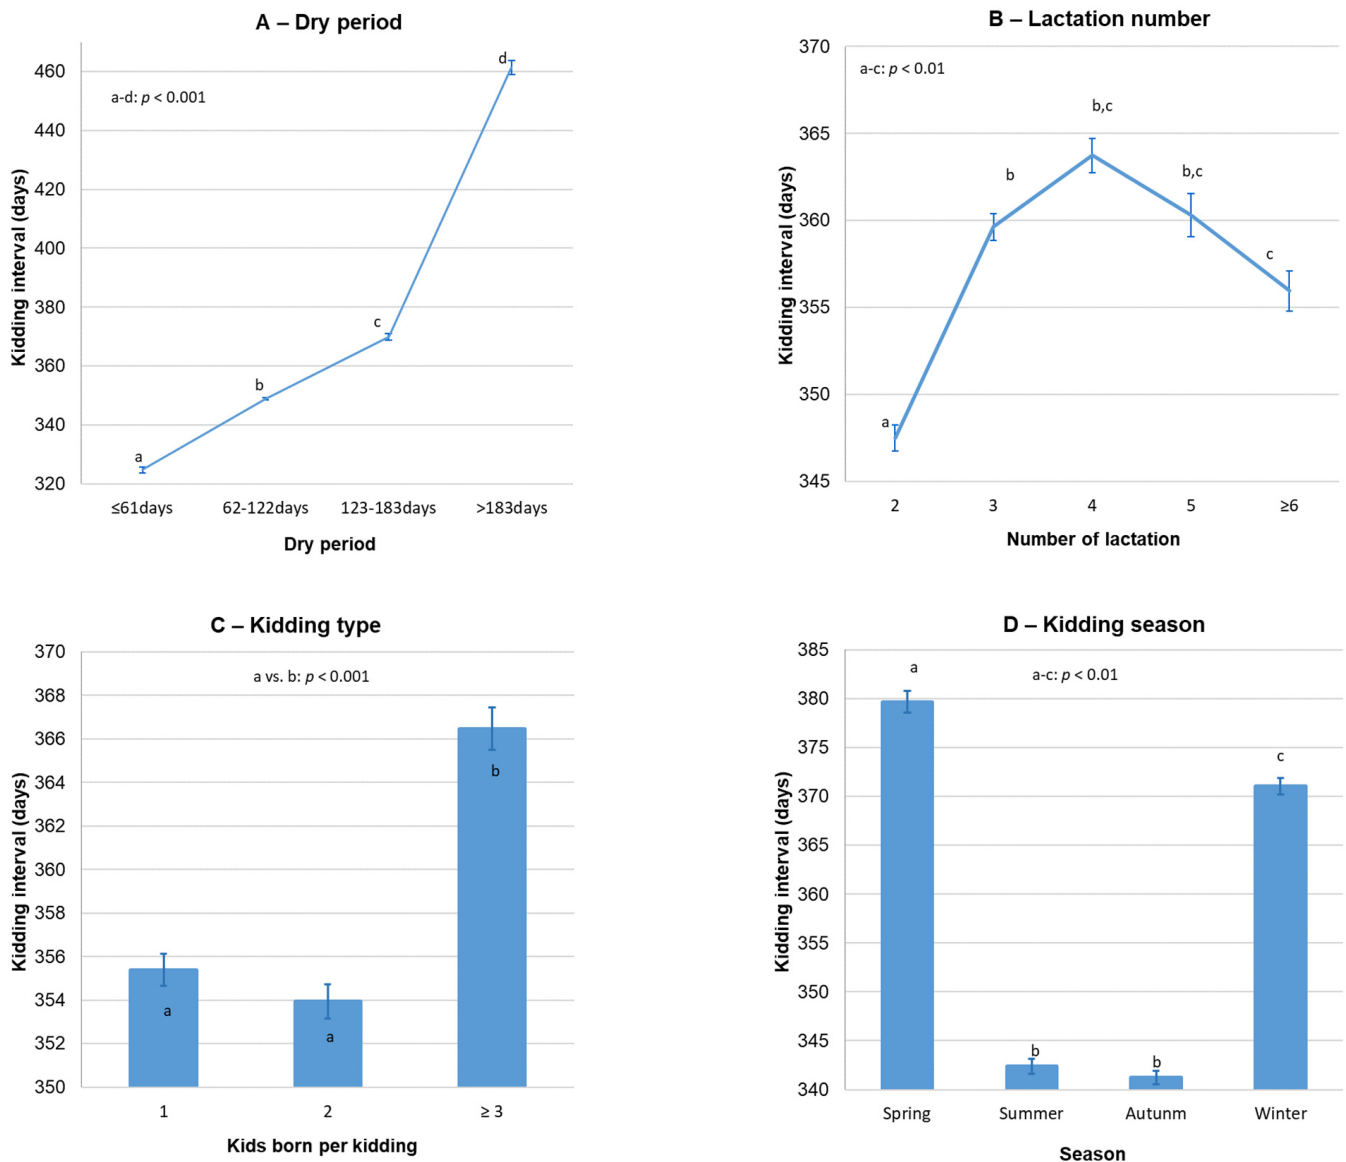 A – Dry period
460
440
420
400
380
360
340
320
a-d: p < 0.001
a
b
c
d
Kidding interval (days)
≤61days 62-122days 123-183days >183days
Dry period
B – Lactation number
370
365
360
355
350
345
a-c: p < 0.01
a
b
b,c
b,c
c
Kidding interval (days)
2 3 4 5 ≥6
Number of lactation
C – Kidding type
370
368
366
364
362
360
358
356
354
352
350
a vs. b: p < 0.001
a
a
b
Kidding interval (days)
1 2 ≥ 3
Kids born per kidding
D – Kidding season
385
380
375
370
365
360
355
350
345
340
a-c: p < 0.01
a
b
b
c
Kidding interval (days)
Spring Summer Autunm Winter
Season